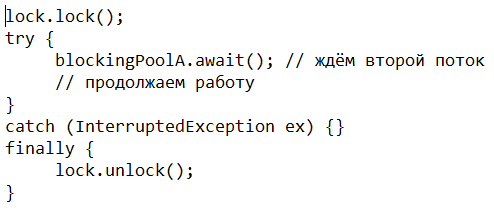 lock.lock();
try {
     blockingPoolA.await(); // ждём второй поток
     // продолжаем работу
}
catch (InterruptedException ex) {}
finally {
     lock.unlock();
}